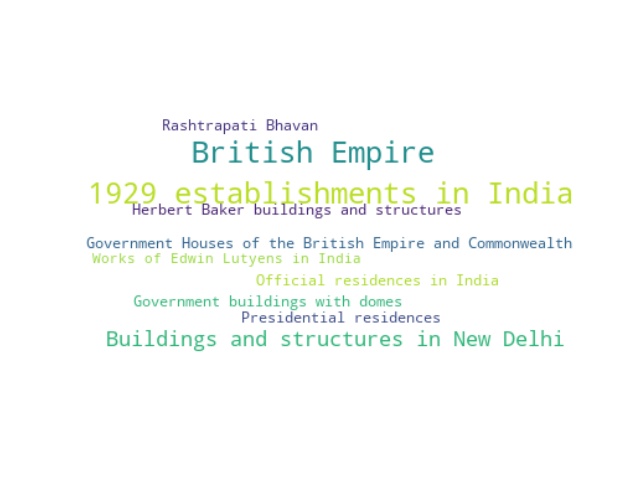 Rashtrapati Bhavan
British Empire
1929 establishments in India
Herbert Baker buildings and structures
Government Houses of the British Empire and Commonwealth
Works of Edwin Lutyens in India
Official residences in India
Government buildings with domes
Presidential residences
Buildings and structures in New Delhi